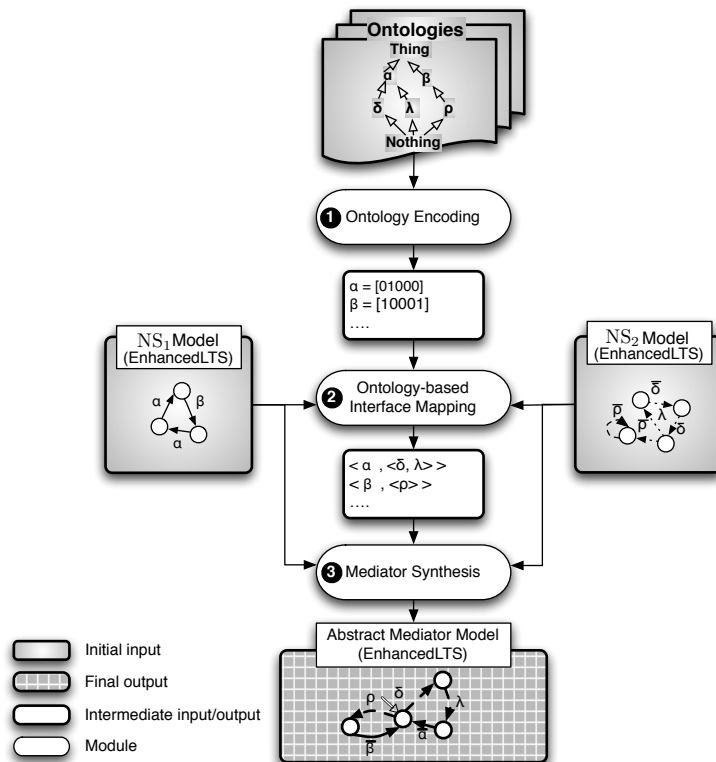 Ontologies
Thing
α β
δ λ ρ
Nothing
1 Ontology Encoding
α = [01000]
β = [10001]
....
NS₁ Model
(EnhancedLTS)
α β
α
NS₂ Model
(EnhancedLTS)
δ̅
ρ̅ ρ̅ λ δ̅
2 Ontology-based
Interface Mapping
< α , <δ, λ> >
< β , <ρ> >
....
3 Mediator Synthesis
Abstract Mediator Model
(EnhancedLTS)
ρ δ λ
β̅ α̅
Initial input
Final output
Intermediate input/output
Module